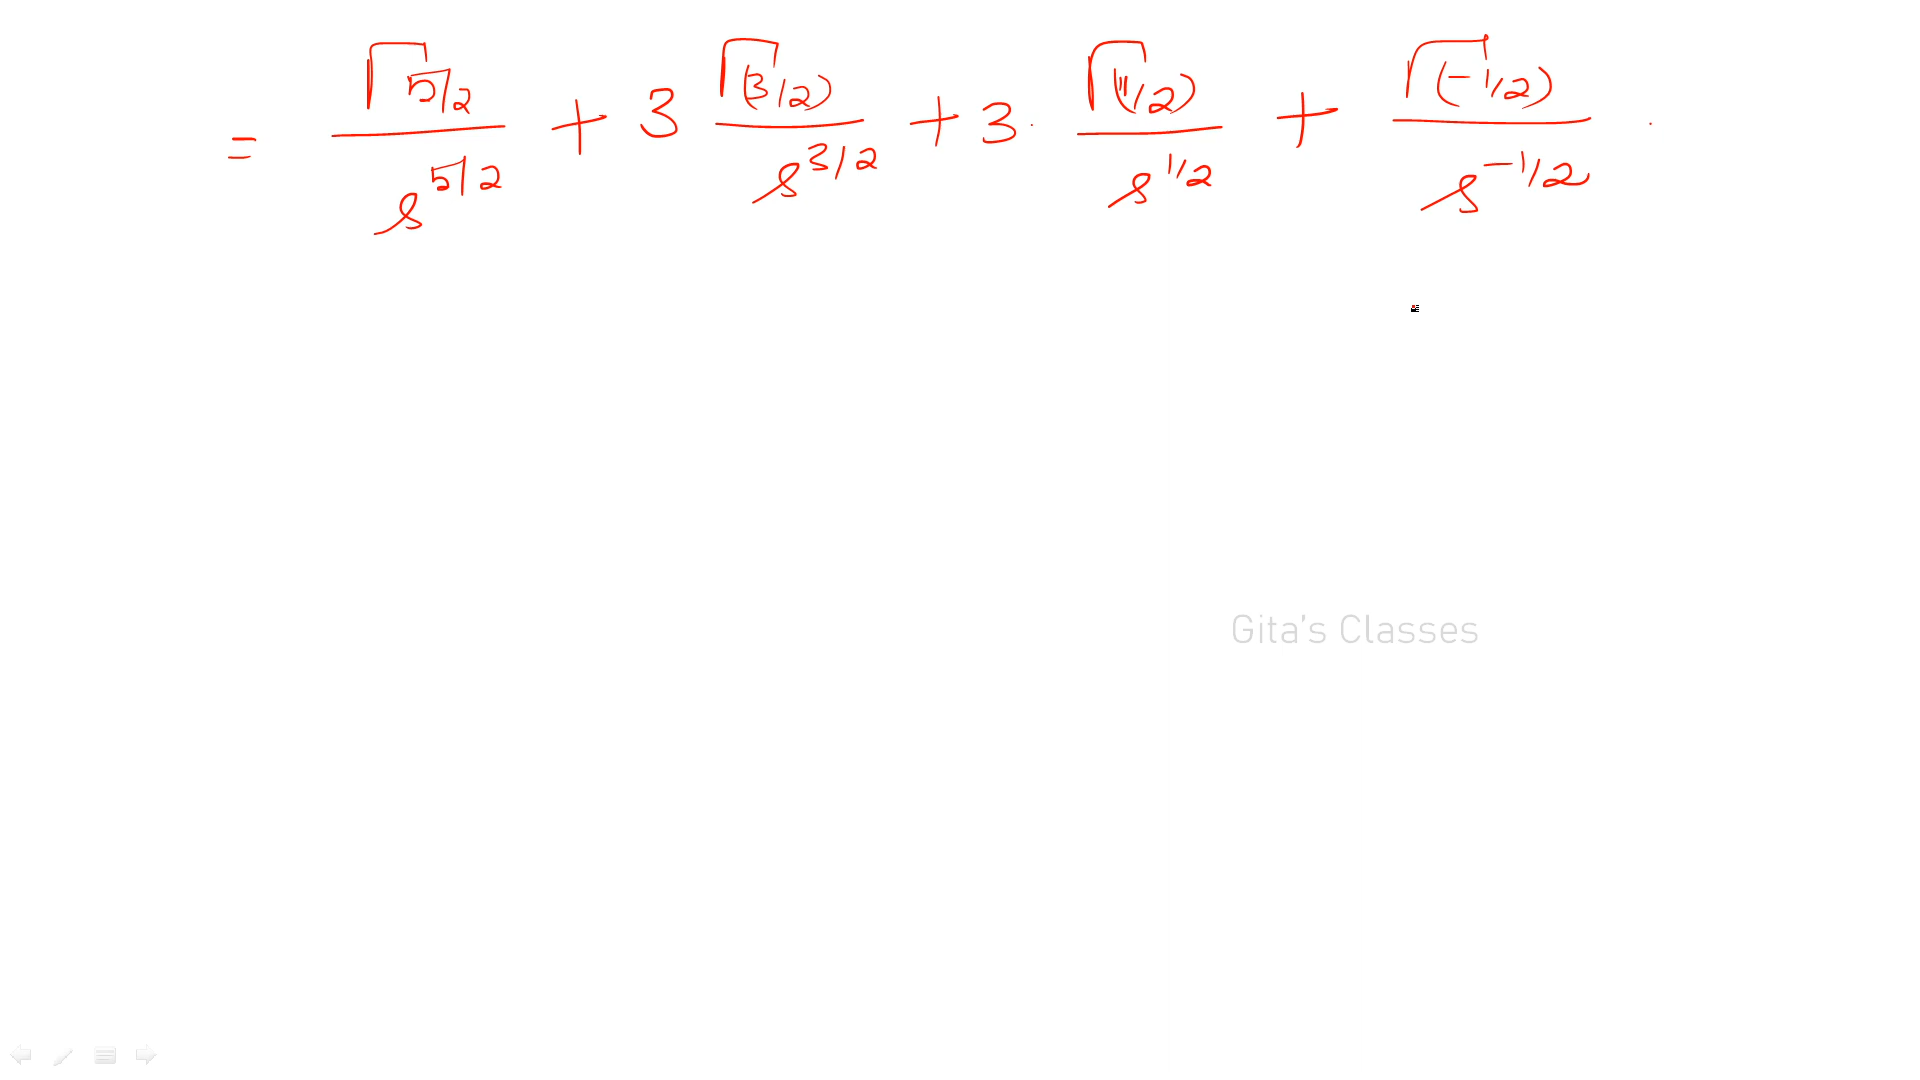 = Γ5/2 / s^5/2 + 3 Γ(3/2) / s^3/2 + 3. Γ(1/2) / s^1/2 + Γ(-1/2) / s^-1/2
Gita's Classes